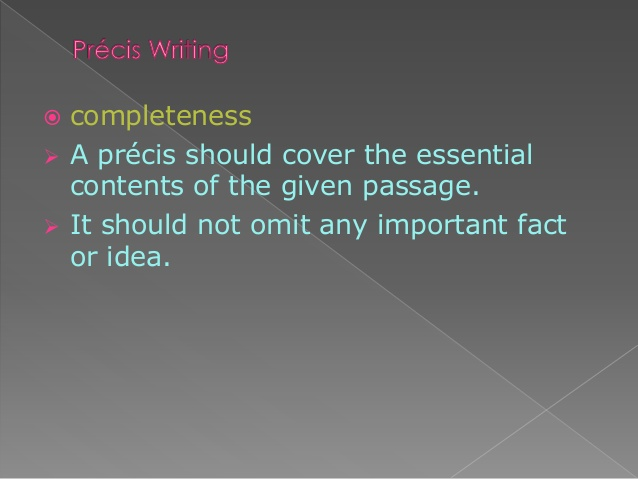 Précis Writing
completeness
A précis should cover the essential
contents of the given passage.
It should not omit any important fact
or idea.